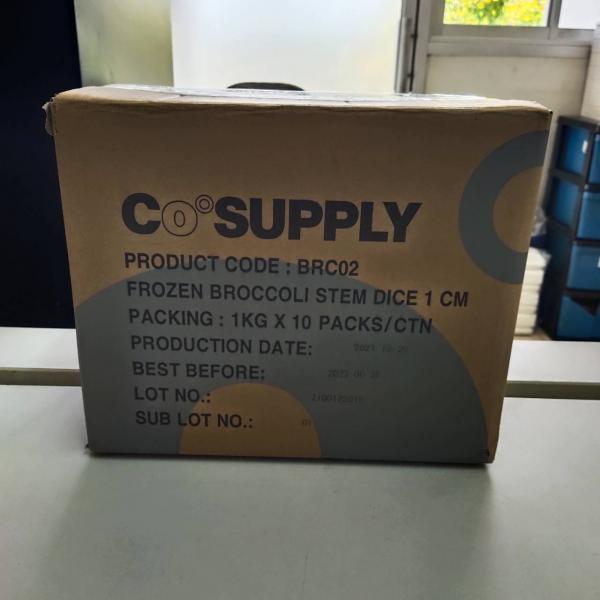 CO°SUPPLY
PRODUCT CODE : BRC02
FROZEN BROCCOLI STEM DICE 1 CM
PACKING : 1KG X 10 PACKS/CTN
PRODUCTION DATE:
BEST BEFORE:
LOT NO.:
SUB LOT NO.: 01